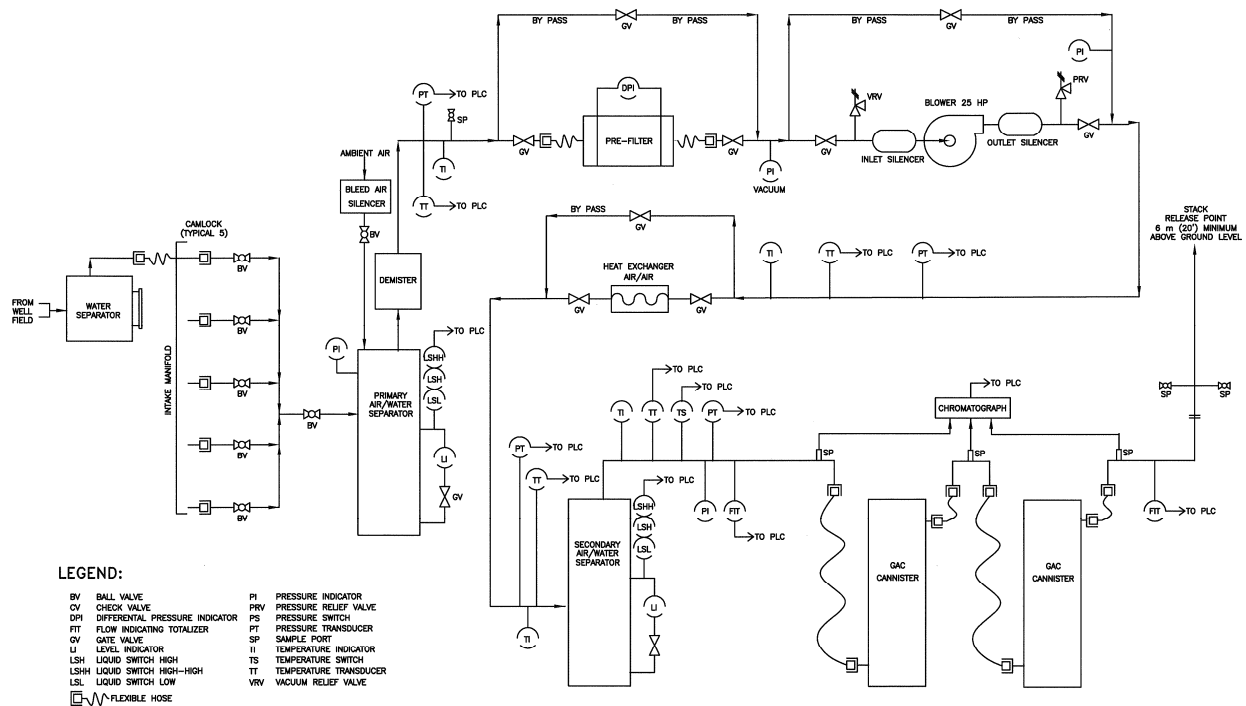 BY PASS
BY PASS
GV
BY PASS
BY PASS
GV
PI
PT
TO PLC
SP
DPI
VRV
BLOWER 25 HP
PRV
AMBIENT AIR
TI
GV
PRE-FILTER
GV
GV
INLET SILENCER
OUTLET SILENCER
GV
PI
VACUUM
BLEED AIR
SILENCER
TT
TO PLC
BV
BY PASS
GV
STACK
RELEASE POINT
6 m (20') MINIMUM
ABOVE GROUND LEVEL
CAMLOCK
(TYPICAL 5)
BV
DEMISTER
HEAT EXCHANGER
AIR/AIR
TI
TT
TO PLC
PT
TO PLC
GV
GV
FROM
WELL
FIELD
WATER
SEPARATOR
BV
INTAKE MANIFOLD
PI
TO PLC
LSHH
LSH
LSL
BV
PRIMARY
AIR/WATER
SEPARATOR
BV
TO PLC
TO PLC
TI
TT
TS
PT
TO PLC
TO PLC
CHROMATOGRAPH
SP
SP
BV
LI
GV
PT
TO PLC
TT
TO PLC
SP
SP
SP
BV
TO PLC
LSHH
LSH
LSL
PI
FIT
TO PLC
FIT
TO PLC
SECONDARY
AIR/WATER
SEPARATOR
GAC
CANNISTER
GAC
CANNISTER
LI
TI
LEGEND:
BV BALL VALVE
CV CHECK VALVE
DPI DIFFERENTIAL PRESSURE INDICATOR
FIT FLOW INDICATING TOTALIZER
GV GATE VALVE
LI LEVEL INDICATOR
LSH LIQUID SWITCH HIGH
LSHH LIQUID SWITCH HIGH-HIGH
LSL LIQUID SWITCH LOW
FLEXIBLE HOSE
PI PRESSURE INDICATOR
PRV PRESSURE RELIEF VALVE
PS PRESSURE SWITCH
PT PRESSURE TRANSDUCER
SP SAMPLE PORT
TI TEMPERATURE INDICATOR
TS TEMPERATURE SWITCH
TT TEMPERATURE TRANSDUCER
VRV VACUUM RELIEF VALVE